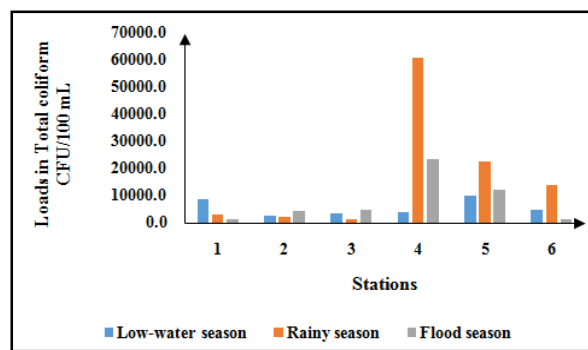 Loads in Total coliform
CFU/100 mL
70000.0
60000.0
50000.0
40000.0
30000.0
20000.0
10000.0
0.0
1 2 3 4 5 6
Stations
Low-water season Rainy season Flood season